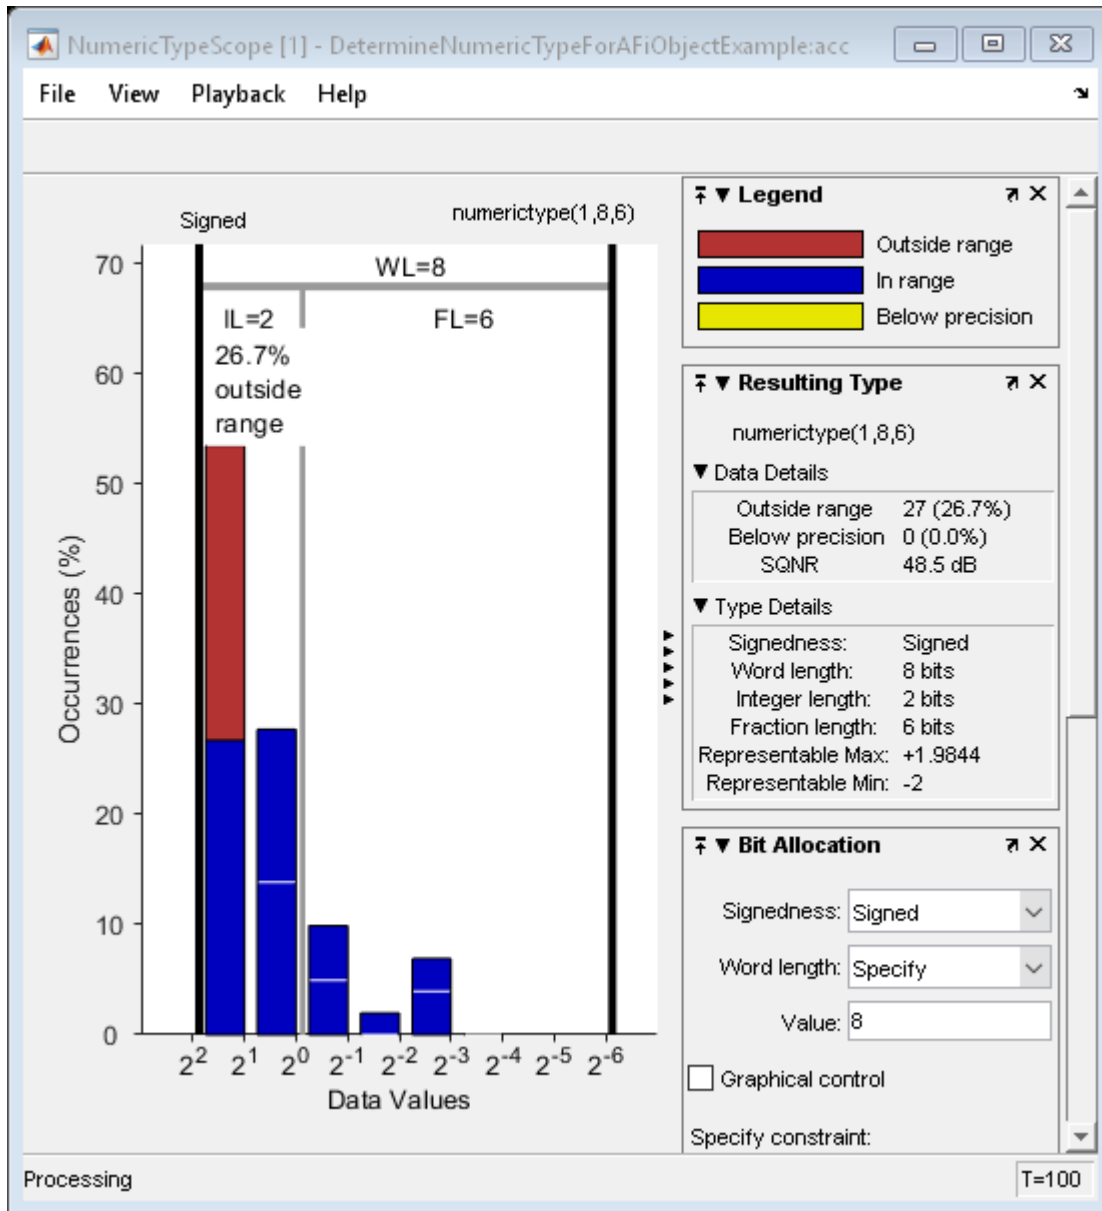 NumericTypeScope [1] - DetermineNumericTypeForAFiObjectExample:acc
File View Playback Help
Signed
numerictype(1,8,6)
WL=8
IL=2
FL=6
26.7%
outside
range
70
60
50
40
30
20
10
0
Occurrences (%)
2^2 2^1 2^0 2^-1 2^-2 2^-3 2^-4 2^-5 2^-6
Data Values
Legend
Outside range
In range
Below precision
Resulting Type
numerictype(1,8,6)
Data Details
Outside range 27 (26.7%)
Below precision 0 (0.0%)
SQNR 48.5 dB
Type Details
Signedness: Signed
Word length: 8 bits
Integer length: 2 bits
Fraction length: 6 bits
Representable Max: +1.9844
Representable Min: -2
Bit Allocation
Signedness: Signed
Word length: Specify
Value: 8
Graphical control
Specify constraint:
Processing
T=100